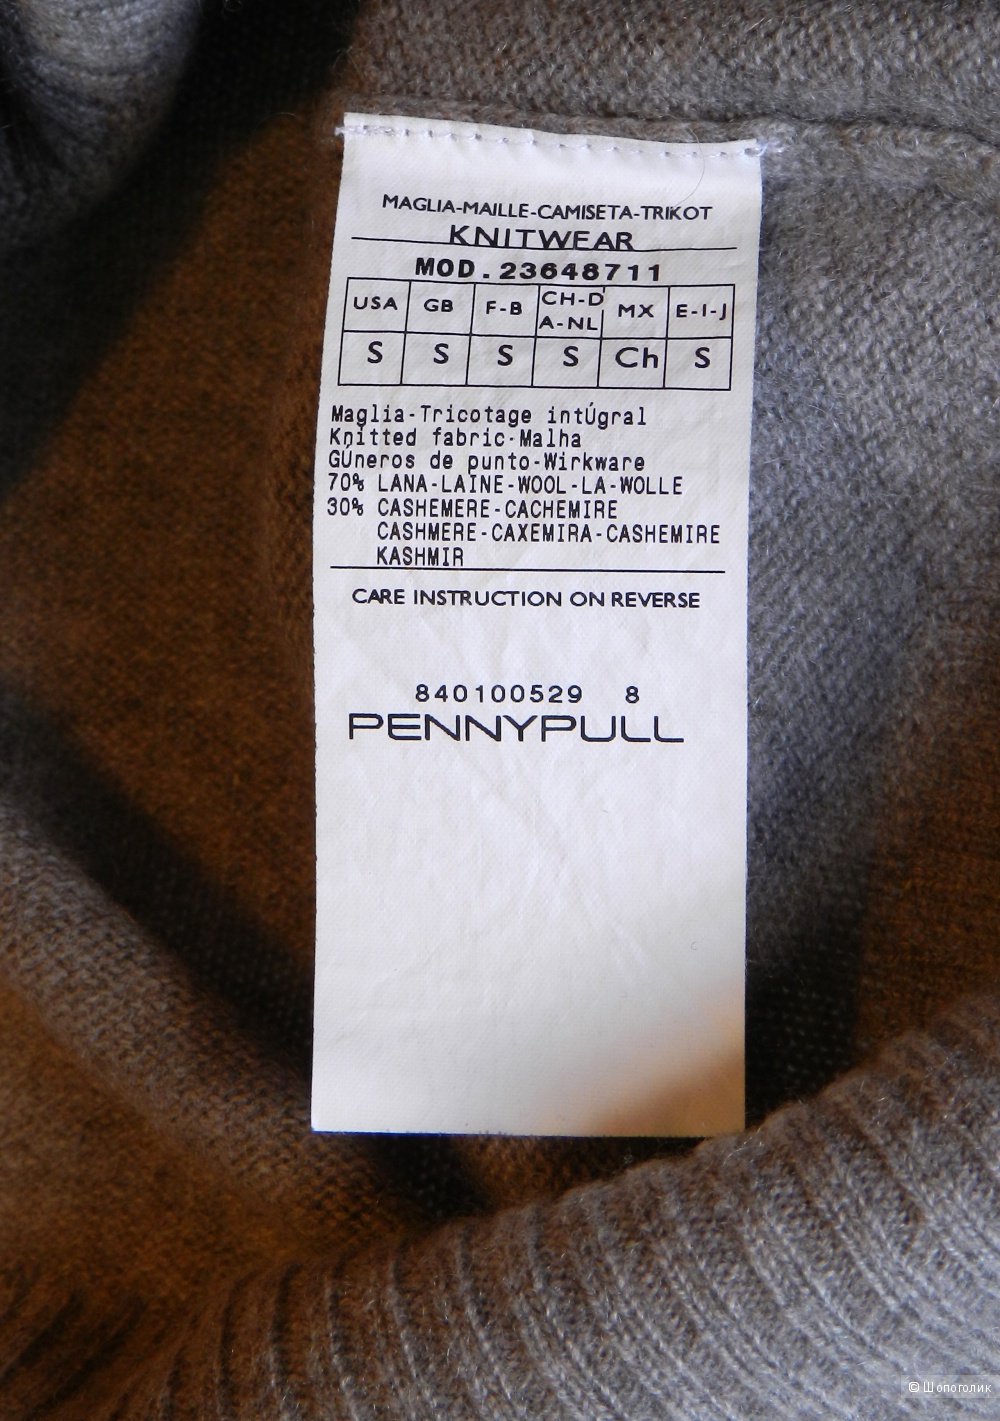 MAGLIA-MAILLE-CAMISETA-TRIKOT
KNITWEAR
MOD.23648711
USA GB F-B CH-D A-NL MX E-I-J
S S S S Ch S
Maglia-Tricotage intÚgral
Knitted fabric-Malha
GÚneros de punto-Wirkware
70% LANA-LAINE-WOOL-LA-WOLLE
30% CASHEMERE-CACHEMIRE
CASHMERE-CAXEMIRA-CASHEMIRE
KASHMIR
CARE INSTRUCTION ON REVERSE
840100529 8
PENNYPULL
© Шопоголик